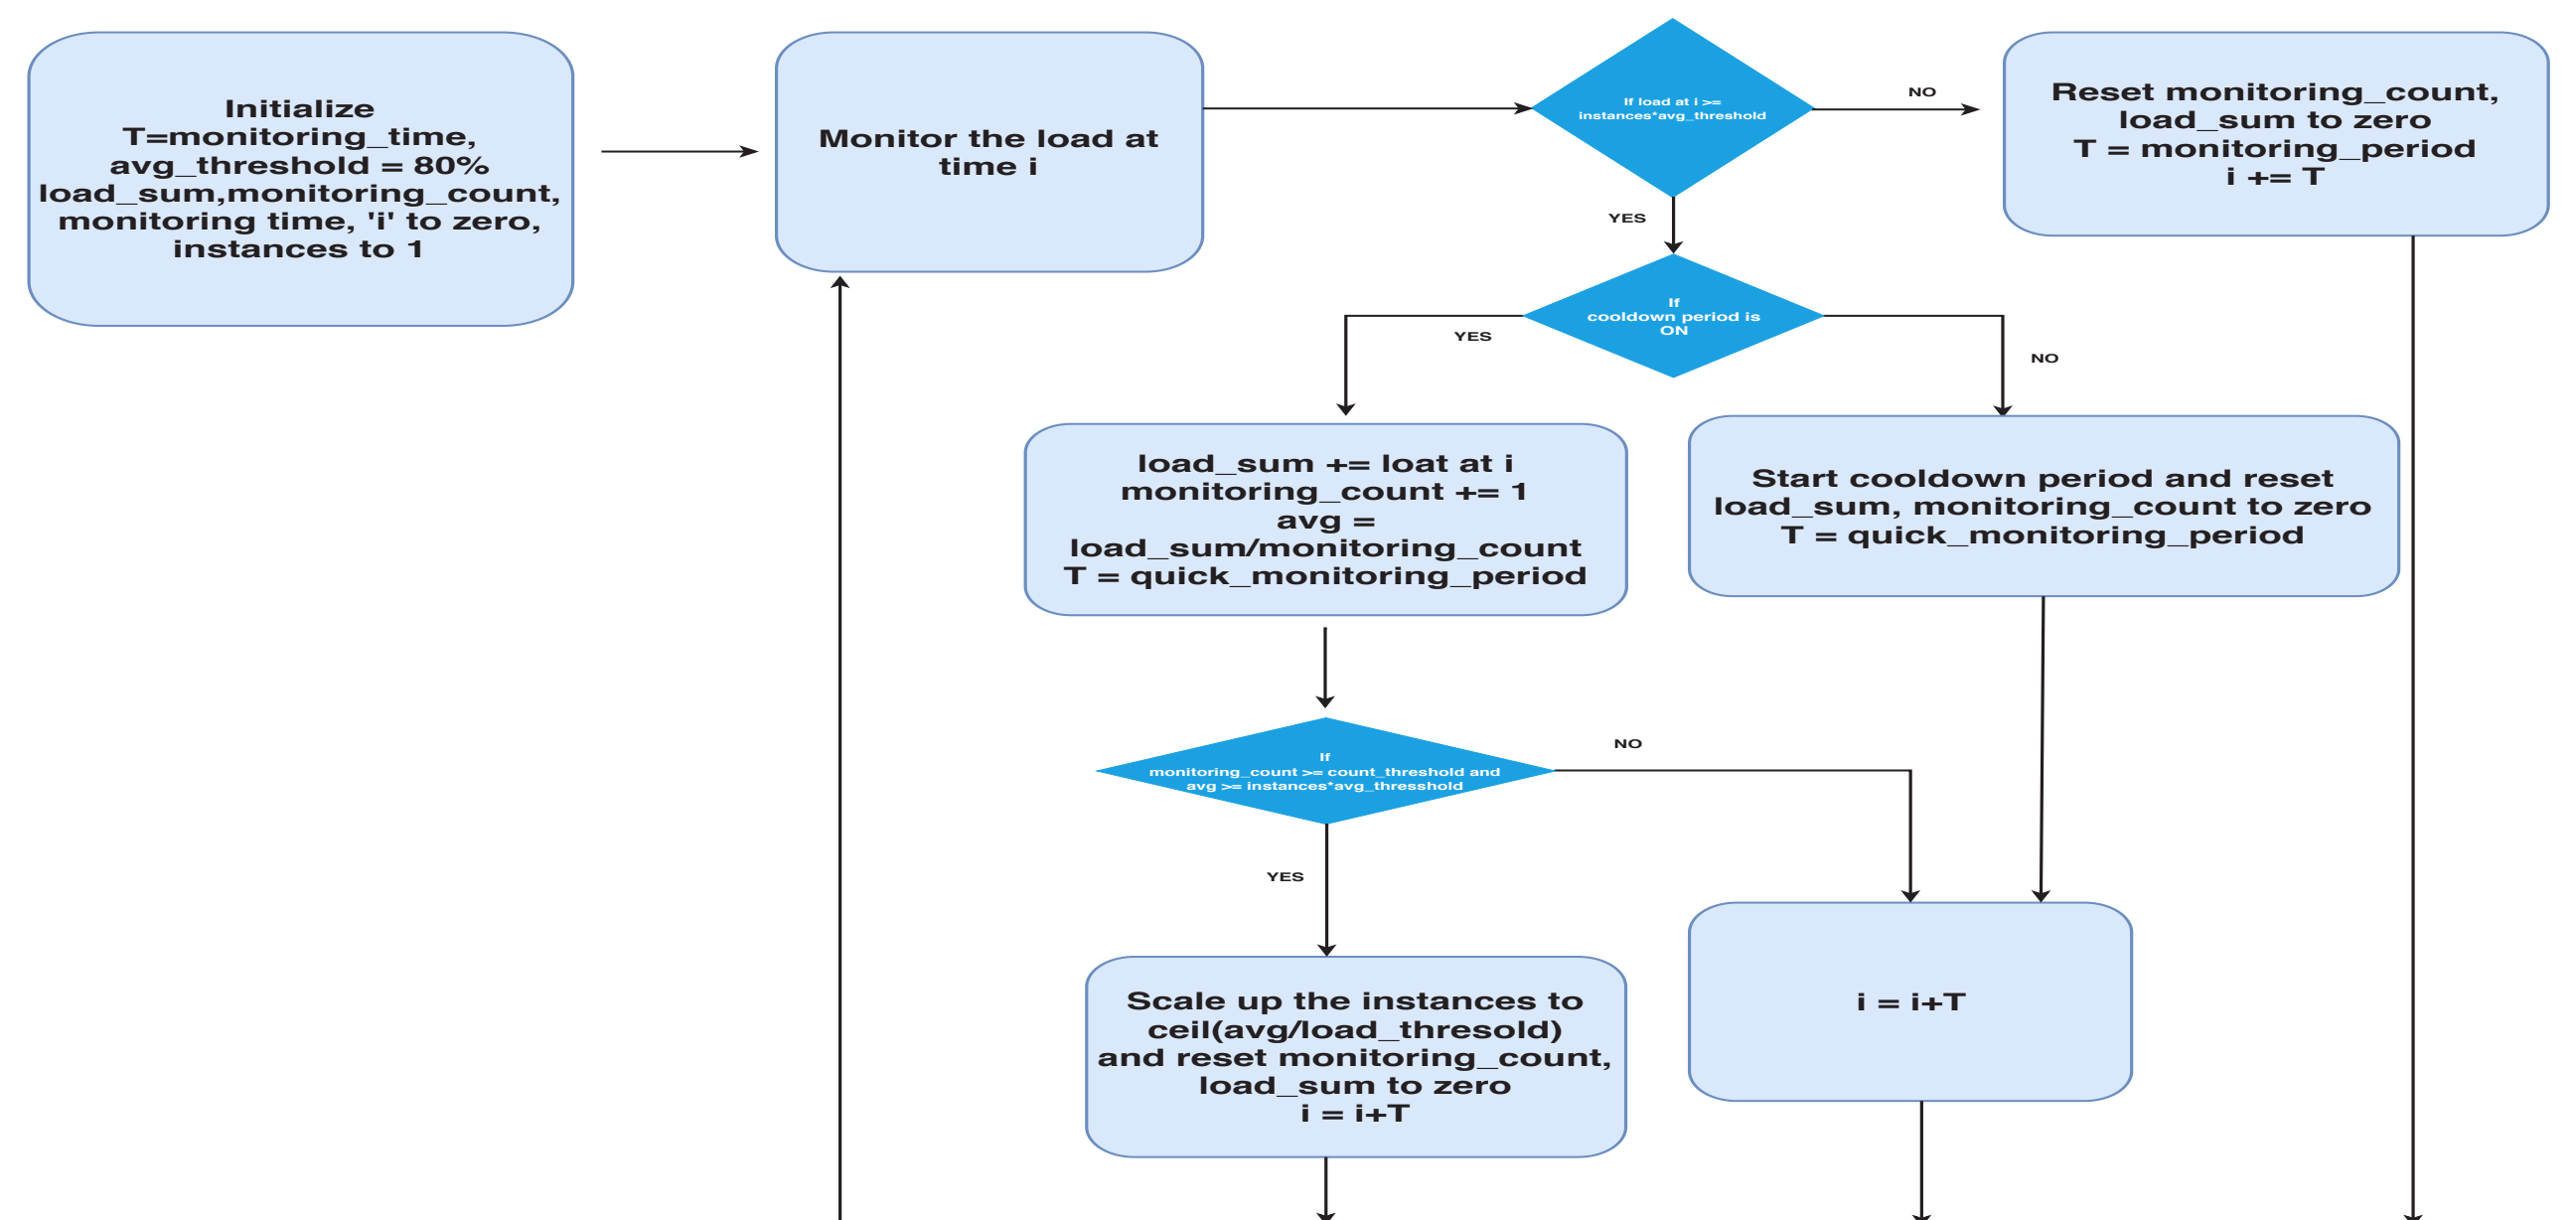 Initialize
T=monitoring_time,
avg_threshold = 80%
load_sum,monitoring_count,
monitoring time, 'i' to zero,
instances to 1
Monitor the load at
time i
If load at i >=
instances*avg_threshold
NO
Reset monitoring_count,
load_sum to zero
T = monitoring_period
i += T
YES
If
cooldown period is
ON
YES
NO
load_sum += loat at i
monitoring_count += 1
avg =
load_sum/monitoring_count
T = quick_monitoring_period
Start cooldown period and reset
load_sum, monitoring_count to zero
T = quick_monitoring_period
If
monitoring_count >= count_threshold and
avg >= instances*avg_thresshold
NO
YES
Scale up the instances to
ceil(avg/load_thresold)
and reset monitoring_count,
load_sum to zero
i = i+T
i = i+T